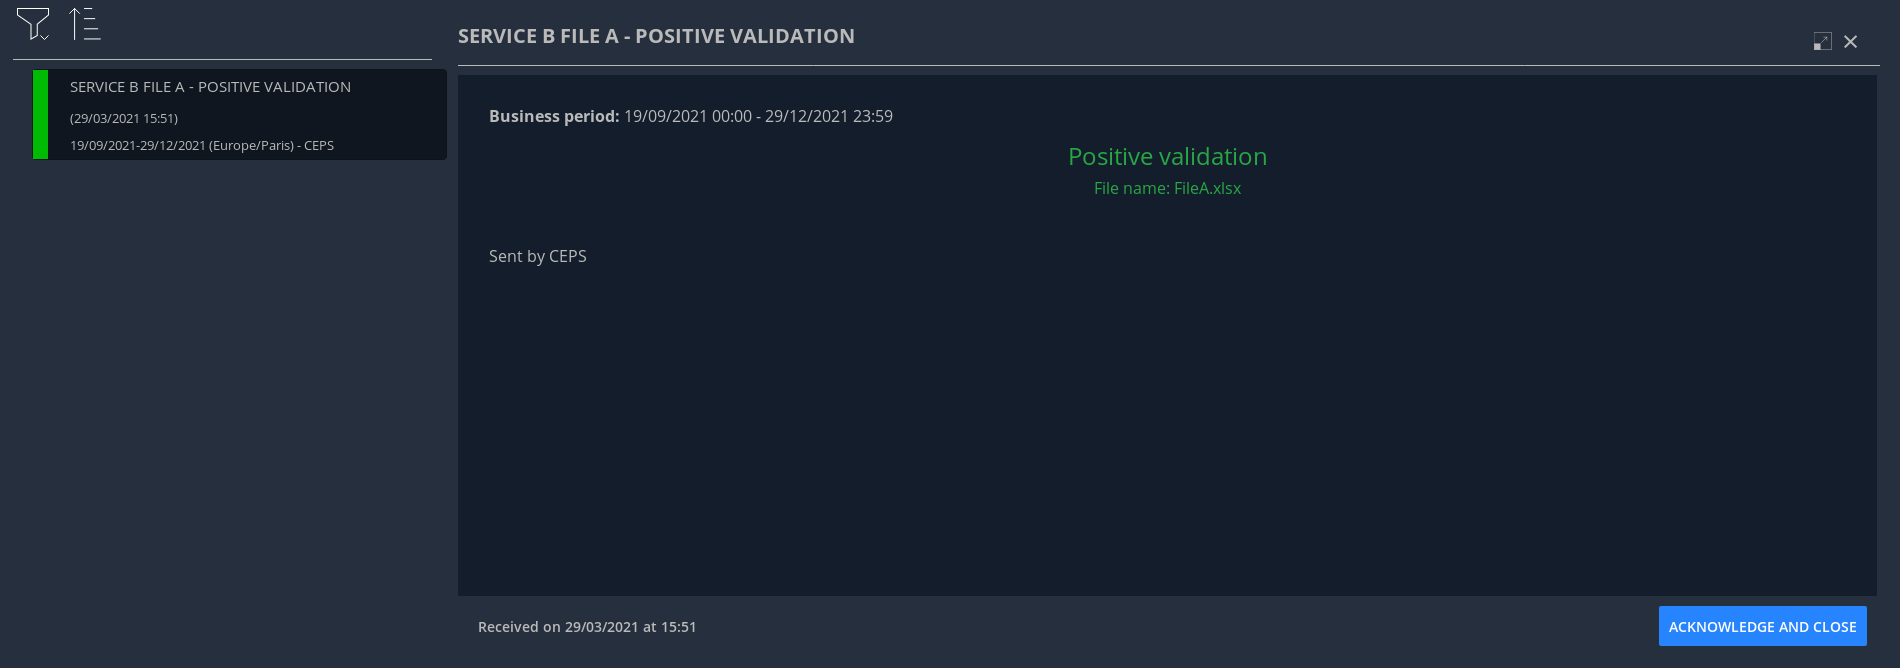 SERVICE B FILE A - POSITIVE VALIDATION
(29/03/2021 15:51)
19/09/2021-29/12/2021 (Europe/Paris) - CEPS
SERVICE B FILE A - POSITIVE VALIDATION
Business period: 19/09/2021 00:00 - 29/12/2021 23:59
Positive validation
File name: FileA.xlsx
Sent by CEPS
Received on 29/03/2021 at 15:51
ACKNOWLEDGE AND CLOSE